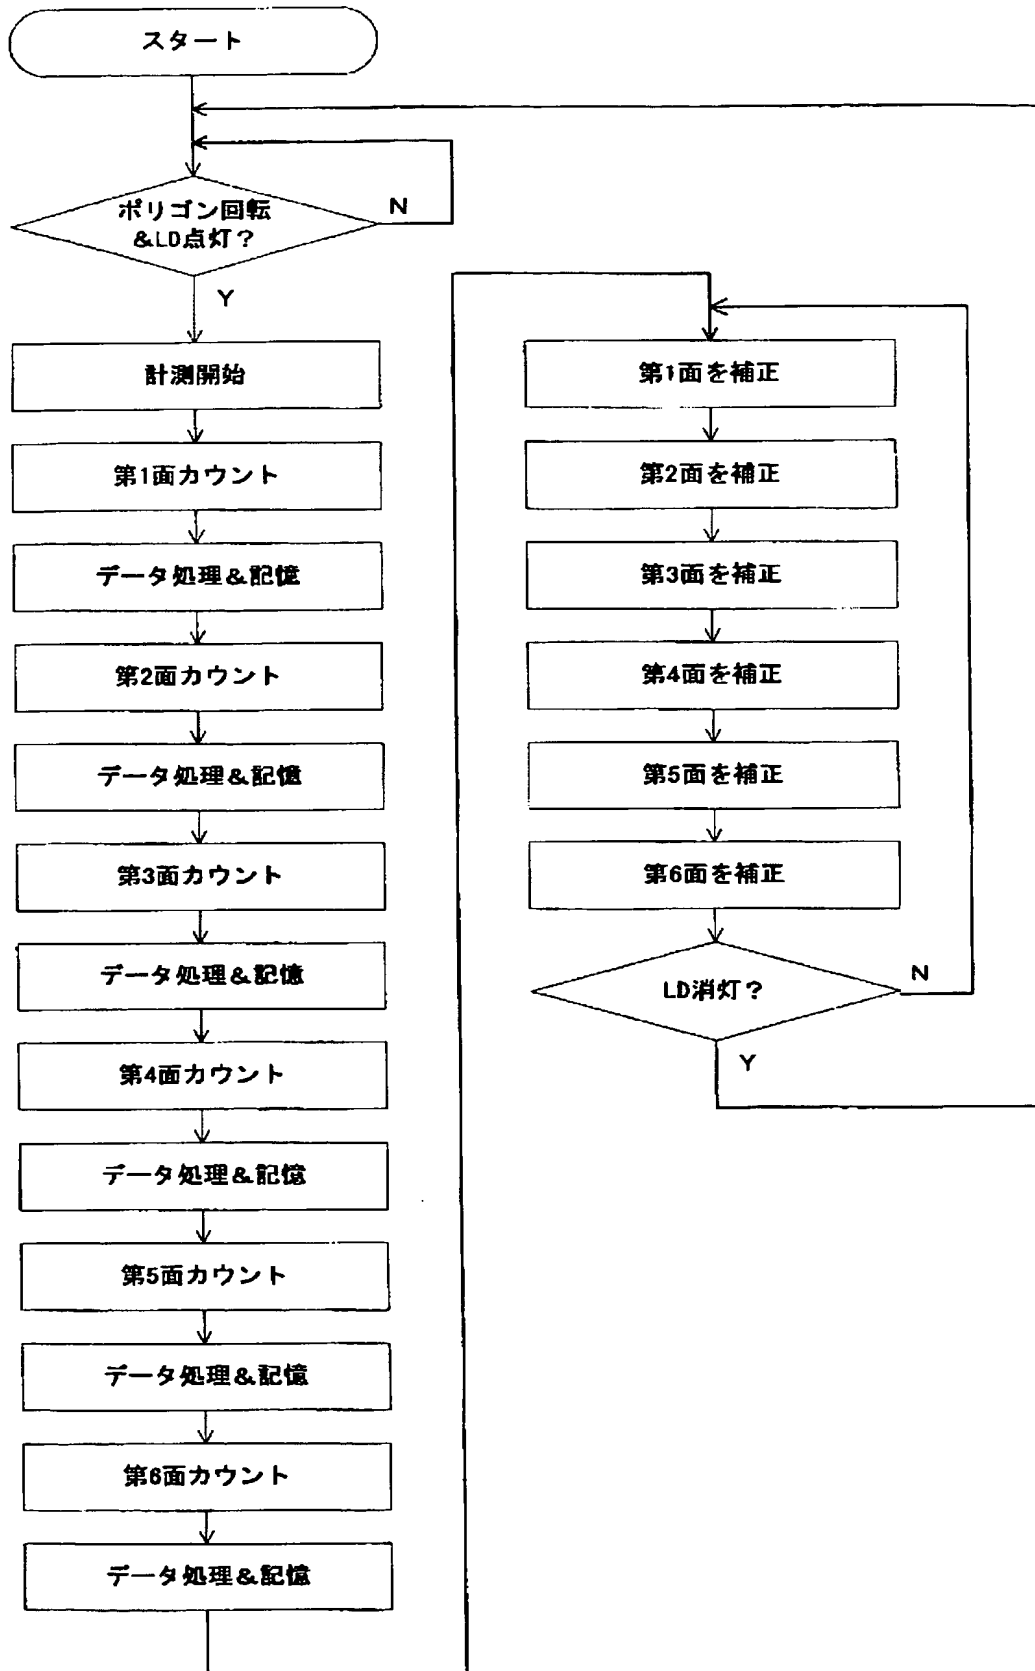 スタート
ポリゴン回転
&LD点灯?
N
Y
計測開始
第1面カウント
データ処理&記憶
第2面カウント
データ処理&記憶
第3面カウント
データ処理&記憶
第4面カウント
データ処理&記憶
第5面カウント
データ処理&記憶
第6面カウント
データ処理&記憶
第1面を補正
第2面を補正
第3面を補正
第4面を補正
第5面を補正
第6面を補正
LD消灯?
N
Y